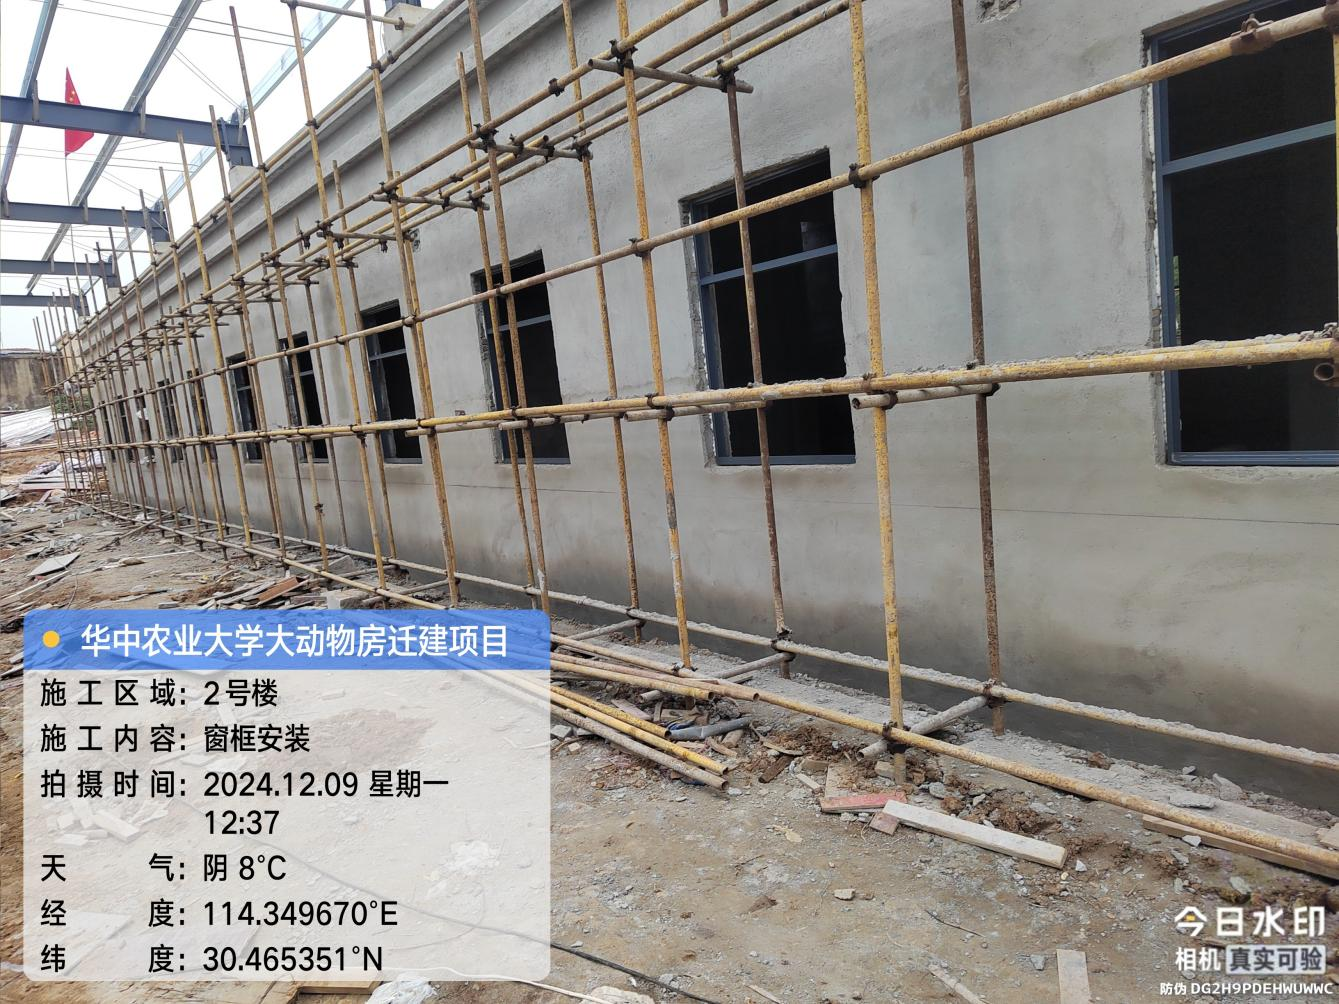 华中农业大学大动物房迁建项目
施工区域：2号楼
施工内容：窗框安装
拍摄时间：2024.12.09 星期一
12:37
天气：阴 8℃
经度：114.349670°E
纬度：30.465351°N
今日水印
相机 真实可验
防伪 DG2H9PDEHWUWWC